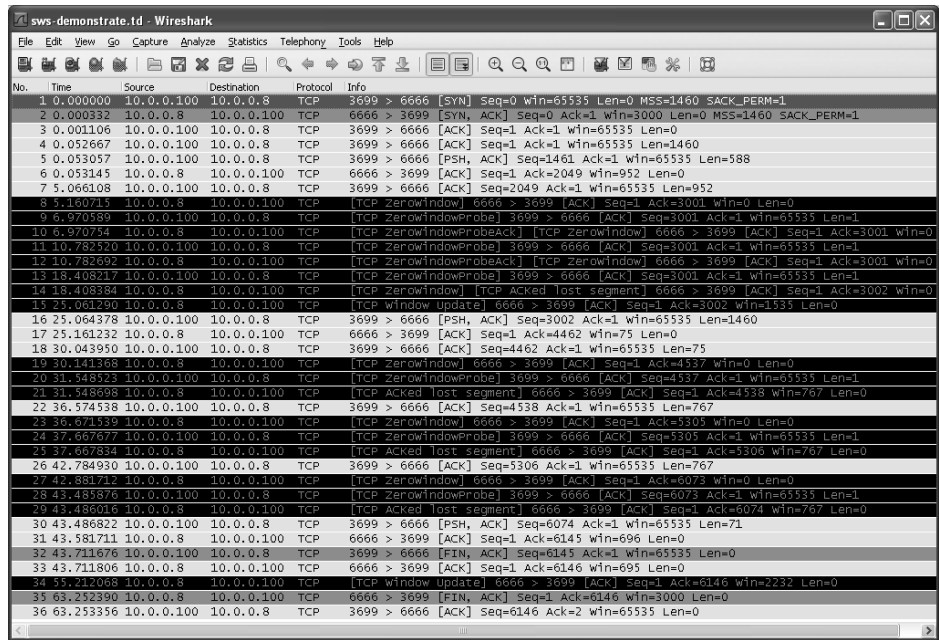 sws-demonstrate.td - Wireshark
File Edit View Go Capture Analyze Statistics Telephony Tools Help
No. Time Source Destination Protocol Info
1 0.000000 10.0.0.100 10.0.0.8 TCP 3699 > 6666 [SYN] Seq=0 Win=65535 Len=0 MSS=1460 SACK_PERM=1
2 0.000332 10.0.0.8 10.0.0.100 TCP 6666 > 3699 [SYN, ACK] Seq=0 Ack=1 Win=3000 Len=0 MSS=1460 SACK_PERM=1
3 0.001106 10.0.0.100 10.0.0.8 TCP 3699 > 6666 [ACK] Seq=1 Ack=1 Win=65535 Len=0
4 0.052667 10.0.0.100 10.0.0.8 TCP 3699 > 6666 [ACK] Seq=1 Ack=1 Win=65535 Len=1460
5 0.053057 10.0.0.100 10.0.0.8 TCP 3699 > 6666 [PSH, ACK] Seq=1461 Ack=1 Win=65535 Len=588
6 0.053145 10.0.0.8 10.0.0.100 TCP 6666 > 3699 [ACK] Seq=1 Ack=2049 Win=952 Len=0
7 5.066108 10.0.0.100 10.0.0.8 TCP 3699 > 6666 [ACK] Seq=2049 Ack=1 Win=65535 Len=952
8 5.160715 10.0.0.8 10.0.0.100 TCP [TCP ZeroWindow] 6666 > 3699 [ACK] Seq=1 Ack=3001 Win=0 Len=0
9 6.970589 10.0.0.100 10.0.0.8 TCP [TCP ZeroWindowProbe] 3699 > 6666 [ACK] Seq=3001 Ack=1 Win=65535 Len=1
10 6.970754 10.0.0.8 10.0.0.100 TCP [TCP ZeroWindowProbeAck] [TCP ZeroWindow] 6666 > 3699 [ACK] Seq=1 Ack=3001 Win=0
11 10.782520 10.0.0.100 10.0.0.8 TCP [TCP ZeroWindowProbe] 3699 > 6666 [ACK] Seq=3001 Ack=1 Win=65535 Len=1
12 10.782692 10.0.0.8 10.0.0.100 TCP [TCP ZeroWindowProbeAck] [TCP ZeroWindow] 6666 > 3699 [ACK] Seq=1 Ack=3001 Win=0
13 18.408217 10.0.0.100 10.0.0.8 TCP [TCP ZeroWindowProbe] 3699 > 6666 [ACK] Seq=3001 Ack=1 Win=65535 Len=1
14 18.408384 10.0.0.8 10.0.0.100 TCP [TCP ZeroWindow] [TCP ACKed lost segment] 6666 > 3699 [ACK] Seq=1 Ack=3002 Win=0
15 25.061290 10.0.0.8 10.0.0.100 TCP [TCP Window Update] 6666 > 3699 [ACK] Seq=1 Ack=3002 Win=1535 Len=0
16 25.064378 10.0.0.100 10.0.0.8 TCP 3699 > 6666 [PSH, ACK] Seq=3002 Ack=1 Win=65535 Len=1460
17 25.161232 10.0.0.8 10.0.0.100 TCP 6666 > 3699 [ACK] Seq=1 Ack=4462 Win=75 Len=0
18 30.043950 10.0.0.100 10.0.0.8 TCP 3699 > 6666 [ACK] Seq=4462 Ack=1 Win=65535 Len=75
19 30.141368 10.0.0.8 10.0.0.100 TCP [TCP ZeroWindow] 6666 > 3699 [ACK] Seq=1 Ack=4537 Win=0 Len=0
20 31.548523 10.0.0.100 10.0.0.8 TCP [TCP ZeroWindowProbe] 3699 > 6666 [ACK] Seq=4537 Ack=1 Win=65535 Len=1
21 31.548698 10.0.0.8 10.0.0.100 TCP [TCP ACKed lost segment] 6666 > 3699 [ACK] Seq=1 Ack=4538 Win=767 Len=0
22 36.574538 10.0.0.100 10.0.0.8 TCP 3699 > 6666 [ACK] Seq=4538 Ack=1 Win=65535 Len=767
23 36.671539 10.0.0.8 10.0.0.100 TCP [TCP ZeroWindow] 6666 > 3699 [ACK] Seq=1 Ack=5305 Win=0 Len=0
24 37.667677 10.0.0.100 10.0.0.8 TCP [TCP ZeroWindowProbe] 3699 > 6666 [ACK] Seq=5305 Ack=1 Win=65535 Len=1
25 37.667834 10.0.0.8 10.0.0.100 TCP [TCP ACKed lost segment] 6666 > 3699 [ACK] Seq=1 Ack=5306 Win=767 Len=0
26 42.784930 10.0.0.100 10.0.0.8 TCP 3699 > 6666 [ACK] Seq=5306 Ack=1 Win=65535 Len=767
27 42.881712 10.0.0.8 10.0.0.100 TCP [TCP ZeroWindow] 6666 > 3699 [ACK] Seq=1 Ack=6073 Win=0 Len=0
28 43.485876 10.0.0.100 10.0.0.8 TCP [TCP ZeroWindowProbe] 3699 > 6666 [ACK] Seq=6073 Ack=1 Win=65535 Len=1
29 43.486016 10.0.0.8 10.0.0.100 TCP [TCP ACKed lost segment] 6666 > 3699 [ACK] Seq=1 Ack=6074 Win=767 Len=0
30 43.486822 10.0.0.100 10.0.0.8 TCP 3699 > 6666 [PSH, ACK] Seq=6074 Ack=1 Win=65535 Len=71
31 43.581711 10.0.0.8 10.0.0.100 TCP 6666 > 3699 [ACK] Seq=1 Ack=6145 Win=696 Len=0
32 43.711676 10.0.0.100 10.0.0.8 TCP 3699 > 6666 [FIN, ACK] Seq=6145 Ack=1 Win=65535 Len=0
33 43.711806 10.0.0.8 10.0.0.100 TCP 6666 > 3699 [ACK] Seq=1 Ack=6146 Win=695 Len=0
34 55.212068 10.0.0.8 10.0.0.100 TCP [TCP Window Update] 6666 > 3699 [ACK] Seq=1 Ack=6146 Win=2232 Len=0
35 63.252390 10.0.0.8 10.0.0.100 TCP 6666 > 3699 [FIN, ACK] Seq=1 Ack=6146 Win=3000 Len=0
36 63.253356 10.0.0.100 10.0.0.8 TCP 3699 > 6666 [ACK] Seq=6146 Ack=2 Win=65535 Len=0